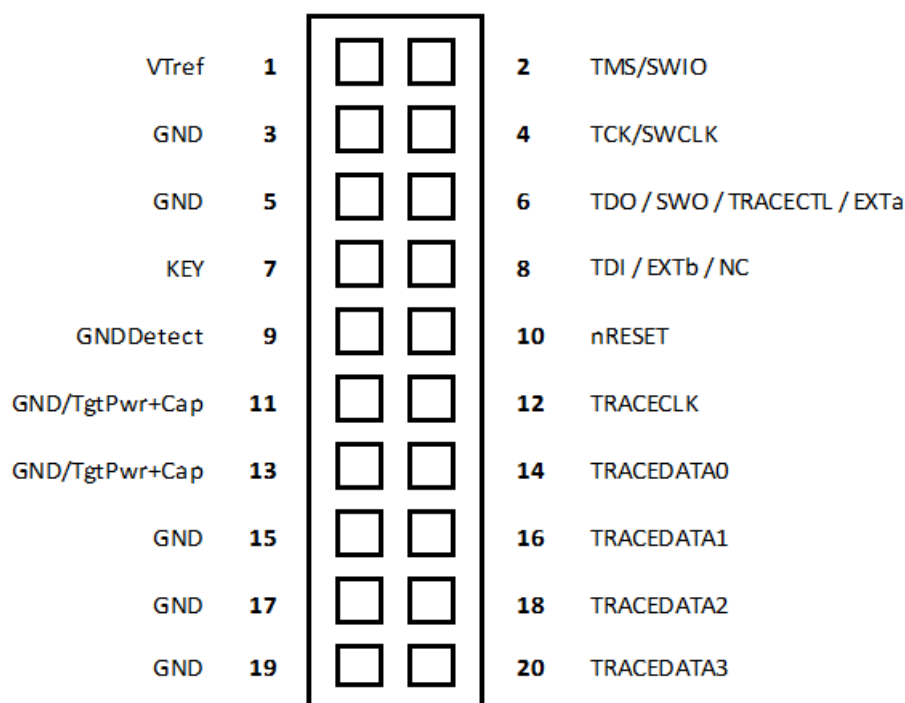 VTref 1 2 TMS/SWIO
GND 3 4 TCK/SWCLK
GND 5 6 TDO / SWO / TRACECTL / EXTa
KEY 7 8 TDI / EXTb / NC
GNDDetect 9 10 nRESET
GND/TgtPwr+Cap 11 12 TRACECLK
GND/TgtPwr+Cap 13 14 TRACEDATA0
GND 15 16 TRACEDATA1
GND 17 18 TRACEDATA2
GND 19 20 TRACEDATA3